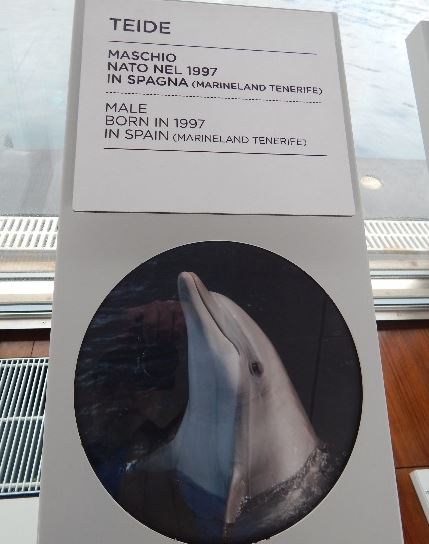 TEIDE
MASCHIO
NATO NEL 1997
IN SPAGNA (MARINELAND TENERIFE)
MALE
BORN IN 1997
IN SPAIN (MARINELAND TENERIFE)